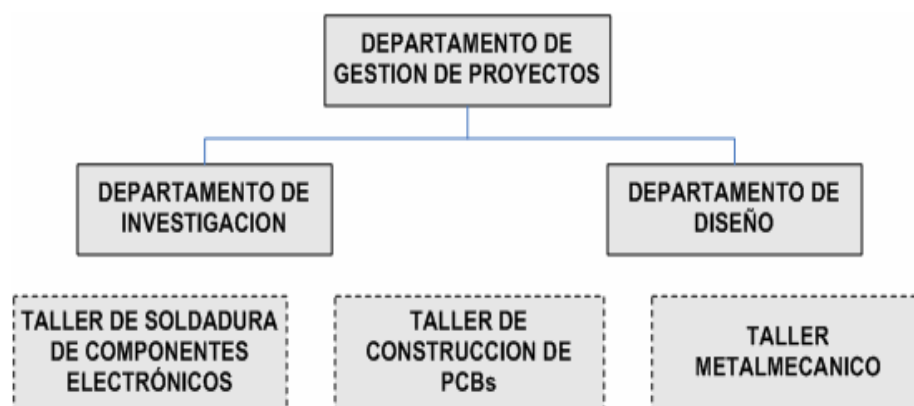 DEPARTAMENTO DE
GESTION DE PROYECTOS
DEPARTAMENTO DE
INVESTIGACION
DEPARTAMENTO DE
DISEÑO
TALLER DE SOLDADURA
DE COMPONENTES
ELECTRÓNICOS
TALLER DE
CONSTRUCCION DE
PCBs
TALLER
METALMECANICO